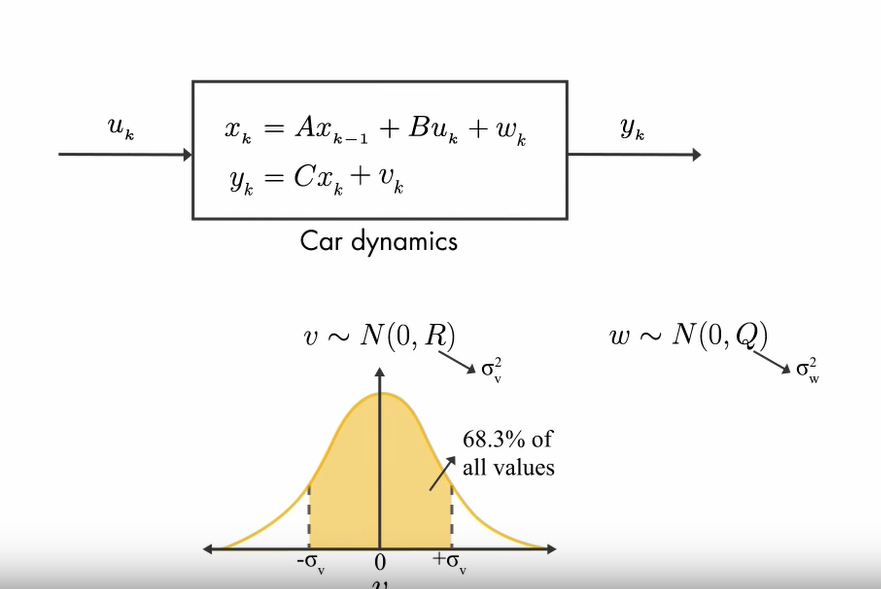 u_k
x_k = Ax_{k-1} + Bu_k + w_k
y_k = Cx_k + v_k
y_k
Car dynamics
v ~ N(0, R)
σ_v^2
w ~ N(0, Q)
σ_w^2
68.3% of
all values
-σ_v 0 +σ_v
v